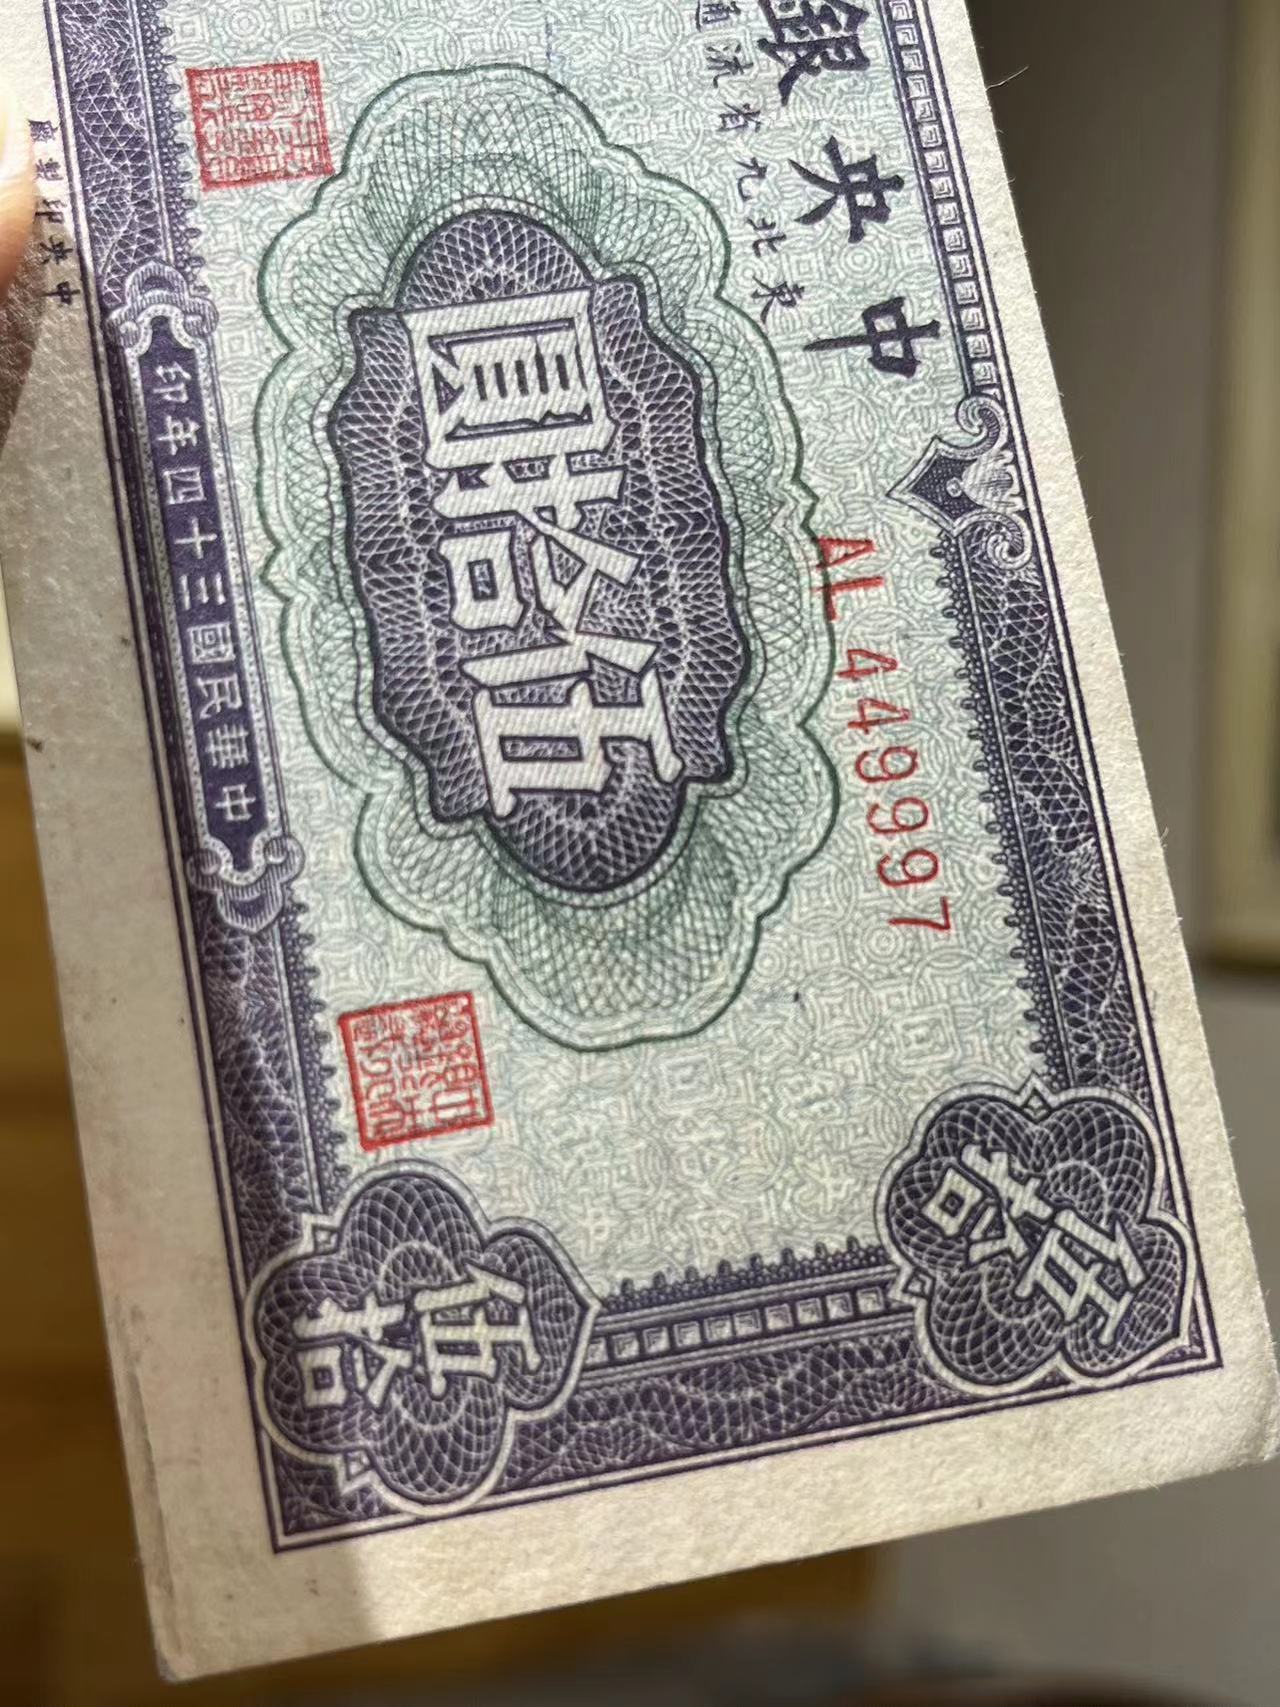 中央銀
東北九省流通
AL 449997
伍拾
伍拾圓
伍拾
中華民國三十四年印
中央印製廠